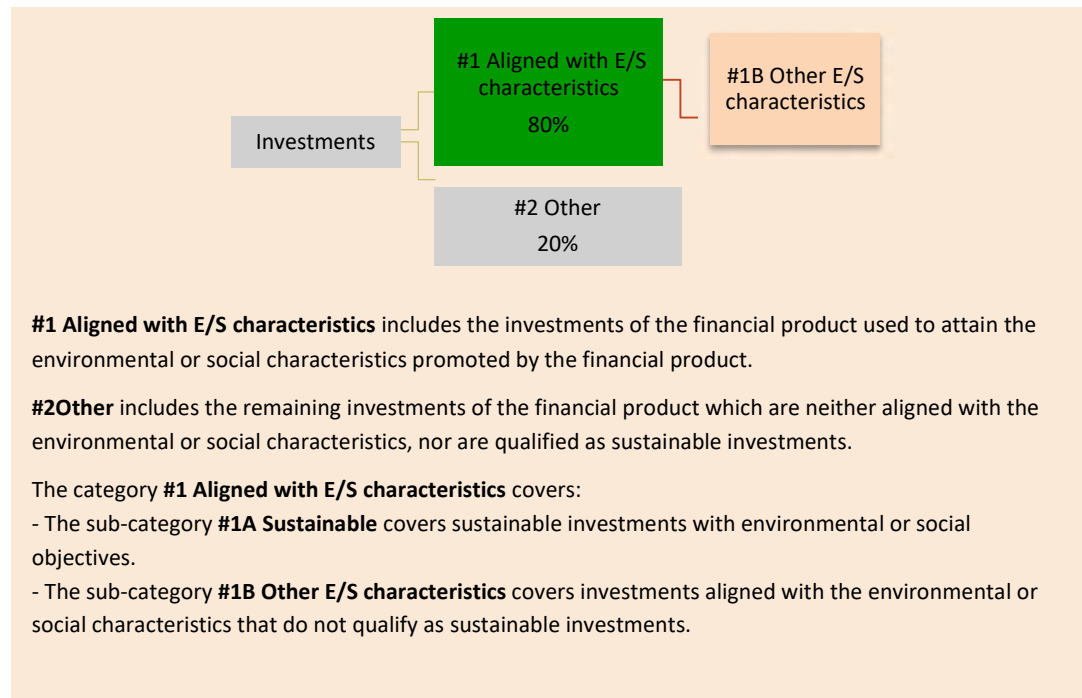 #1 Aligned with E/S
characteristics
80%
#1B Other E/S
characteristics
Investments
#2 Other
20%
#1 Aligned with E/S characteristics includes the investments of the financial product used to attain the
environmental or social characteristics promoted by the financial product.
#2Other includes the remaining investments of the financial product which are neither aligned with the
environmental or social characteristics, nor are qualified as sustainable investments.
The category #1 Aligned with E/S characteristics covers:
- The sub-category #1A Sustainable covers sustainable investments with environmental or social
objectives.
- The sub-category #1B Other E/S characteristics covers investments aligned with the environmental or
social characteristics that do not qualify as sustainable investments.